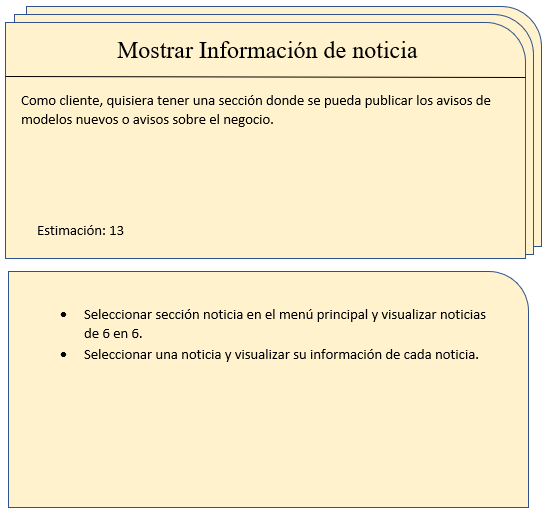 Mostrar Información de noticia
Como cliente, quisiera tener una sección donde se pueda publicar los avisos de
modelos nuevos o avisos sobre el negocio.
Estimación: 13
• Seleccionar sección noticia en el menú principal y visualizar noticias
de 6 en 6.
• Seleccionar una noticia y visualizar su información de cada noticia.